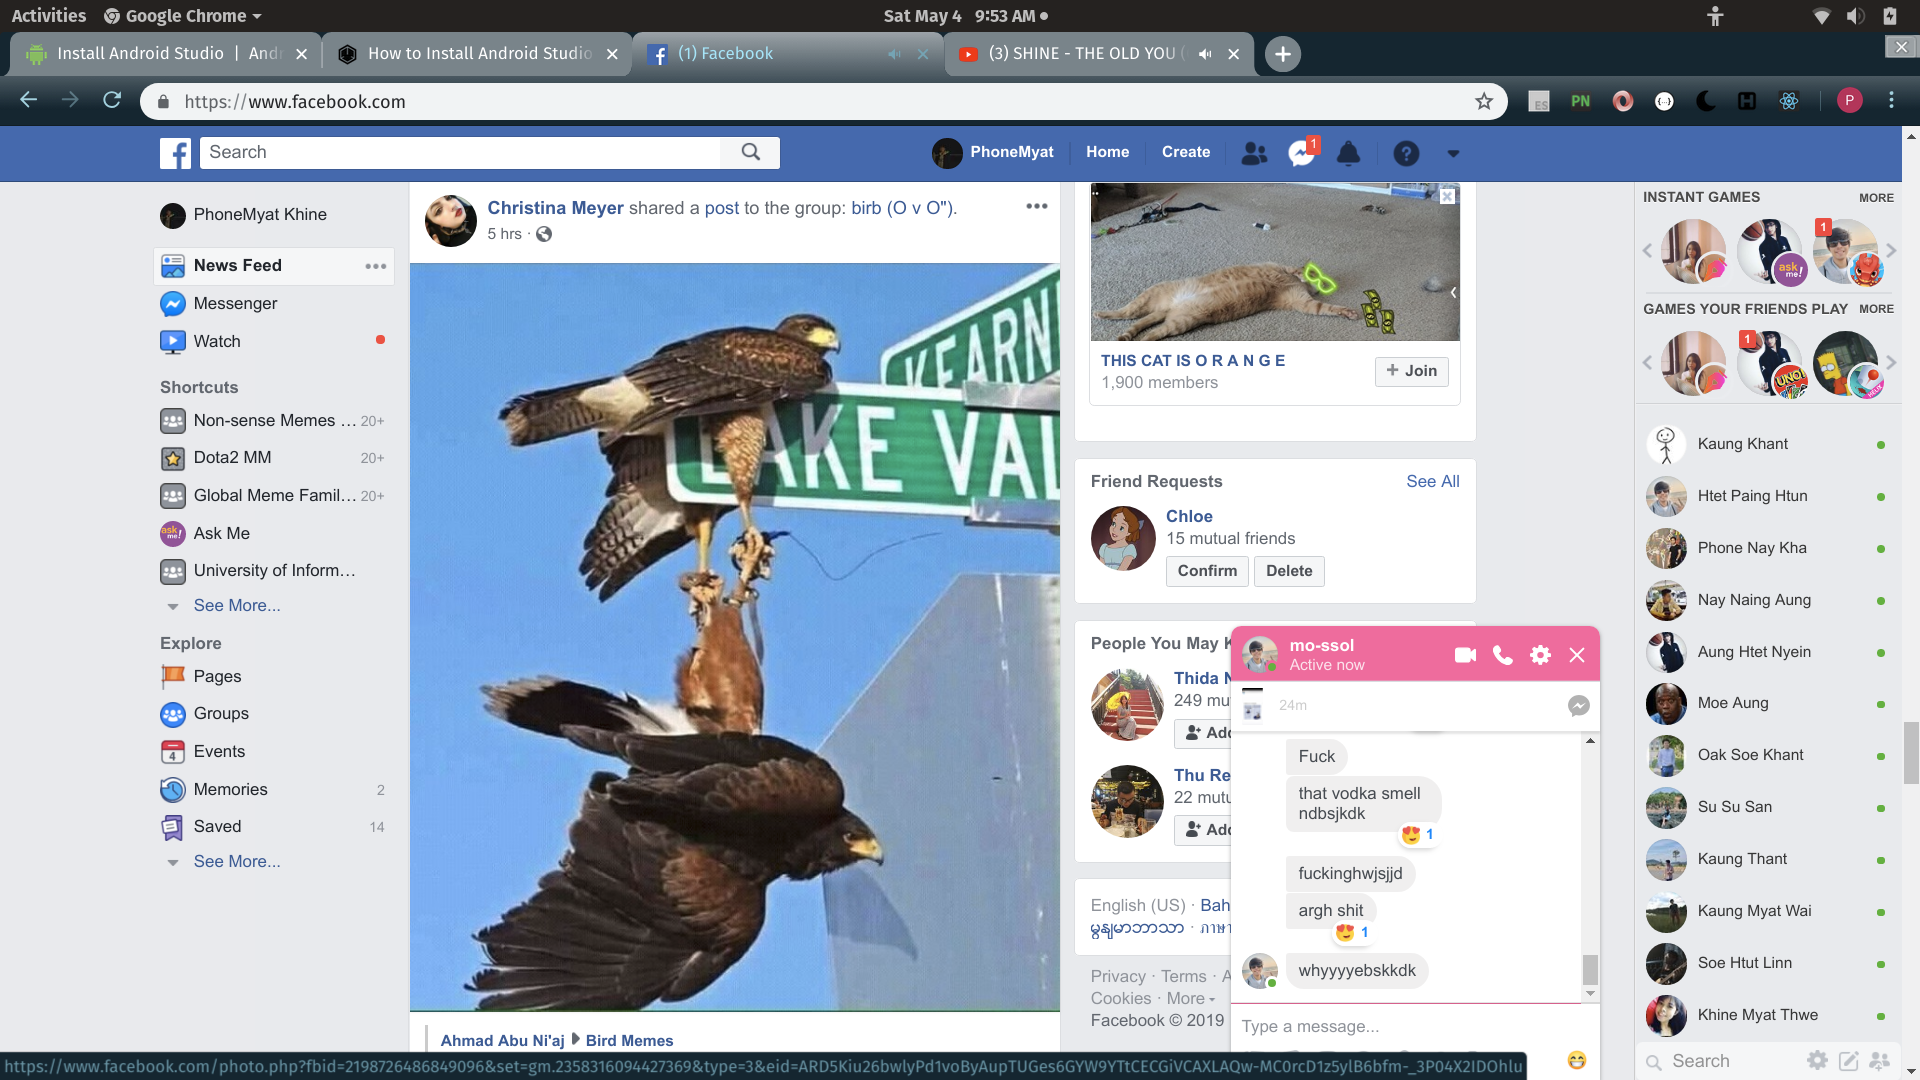 Activities Google Chrome Sat May 4 9:53 AM
Install Android Studio | Andr
How to Install Android Studio
(1) Facebook
(3) SHINE - THE OLD YOU (
https://www.facebook.com
ES PN P
Search
PhoneMyat Home Create 1
PhoneMyat Khine
News Feed
Messenger
Watch
Shortcuts
Non-sense Memes ... 20+
Dota2 MM 20+
Global Meme Famil... 20+
ask me! Ask Me
University of Inform...
See More...
Explore
Pages
Groups
4 Events
Memories 2
Saved 14
See More...
Christina Meyer shared a post to the group: birb (O v O").
5 hrs ·
KEARN
LAKE VA
Ahmad Abu Ni'aj Bird Memes
THIS CAT IS O R A N G E
1,900 members
+ Join
Friend Requests See All
Chloe
15 mutual friends
Confirm Delete
People You May K
Thida N
249 mu
Add
Thu Re
22 mutu
Add
English (US) · Bah
မြန်မာဘာသာ · ภาษา
Privacy · Terms · A
Cookies · More
Facebook © 2019
mo-ssol
Active now
24m
Fuck
that vodka smell
ndbsjkdk
1
fuckinghwjsjjd
argh shit
1
whyyyyebskkdk
Type a message...
INSTANT GAMES MORE
ask me! 1
GAMES YOUR FRIENDS PLAY MORE
1 UNO!
Kaung Khant
Htet Paing Htun
Phone Nay Kha
Nay Naing Aung
Aung Htet Nyein
Moe Aung
Oak Soe Khant
Su Su San
Kaung Thant
Kaung Myat Wai
Soe Htut Linn
Khine Myat Thwe
Search
https://www.facebook.com/photo.php?fbid=2198726486849096&set=gm.2358316094427369&type=3&eid=ARD5Kiu26bwlyPd1voByAupTUGes6GYW9YTtCECGiVCAXLAQw-MC0rcD1z5ylB6bfm-_3P04X2IDOhlu